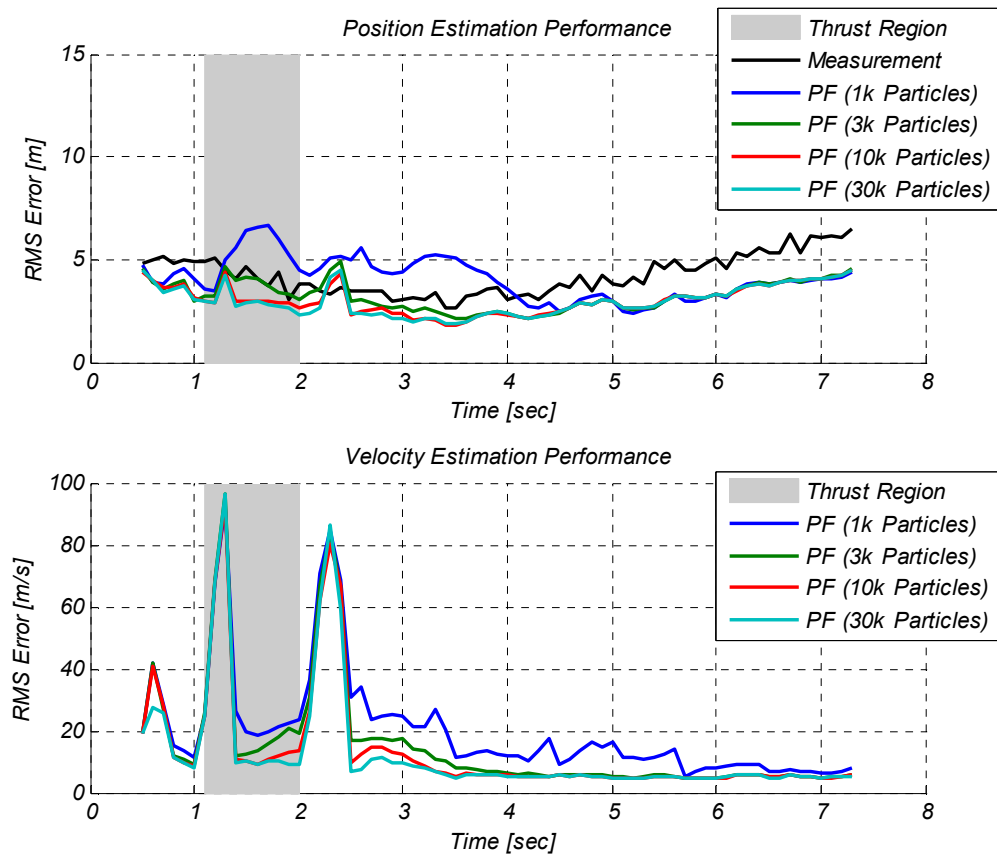 Position Estimation Performance
RMS Error [m]
15
10
5
0
0 1 2 3 4 5 6 7 8
Time [sec]
Thrust Region
Measurement
PF (1k Particles)
PF (3k Particles)
PF (10k Particles)
PF (30k Particles)
Velocity Estimation Performance
RMS Error [m/s]
100
80
60
40
20
0
0 1 2 3 4 5 6 7 8
Time [sec]
Thrust Region
PF (1k Particles)
PF (3k Particles)
PF (10k Particles)
PF (30k Particles)